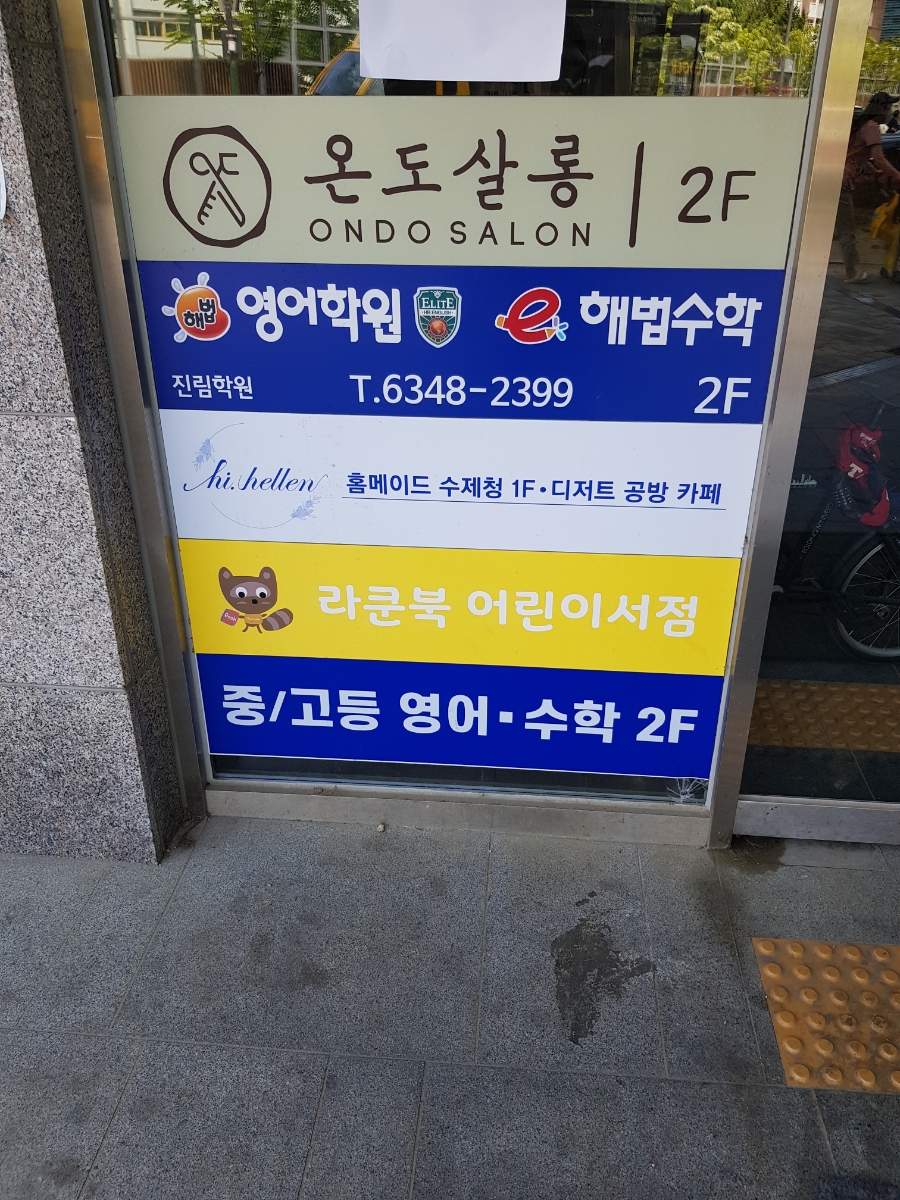 온도살롱 | 2F
ONDO SALON
해법 영어학원 ELITE HB ENGLISH e 해법수학
진림학원 T.6348-2399 2F
hi.hellen 홈메이드 수제청 1F·디저트 공방 카페
라쿤북 어린이서점
중/고등 영어·수학 2F